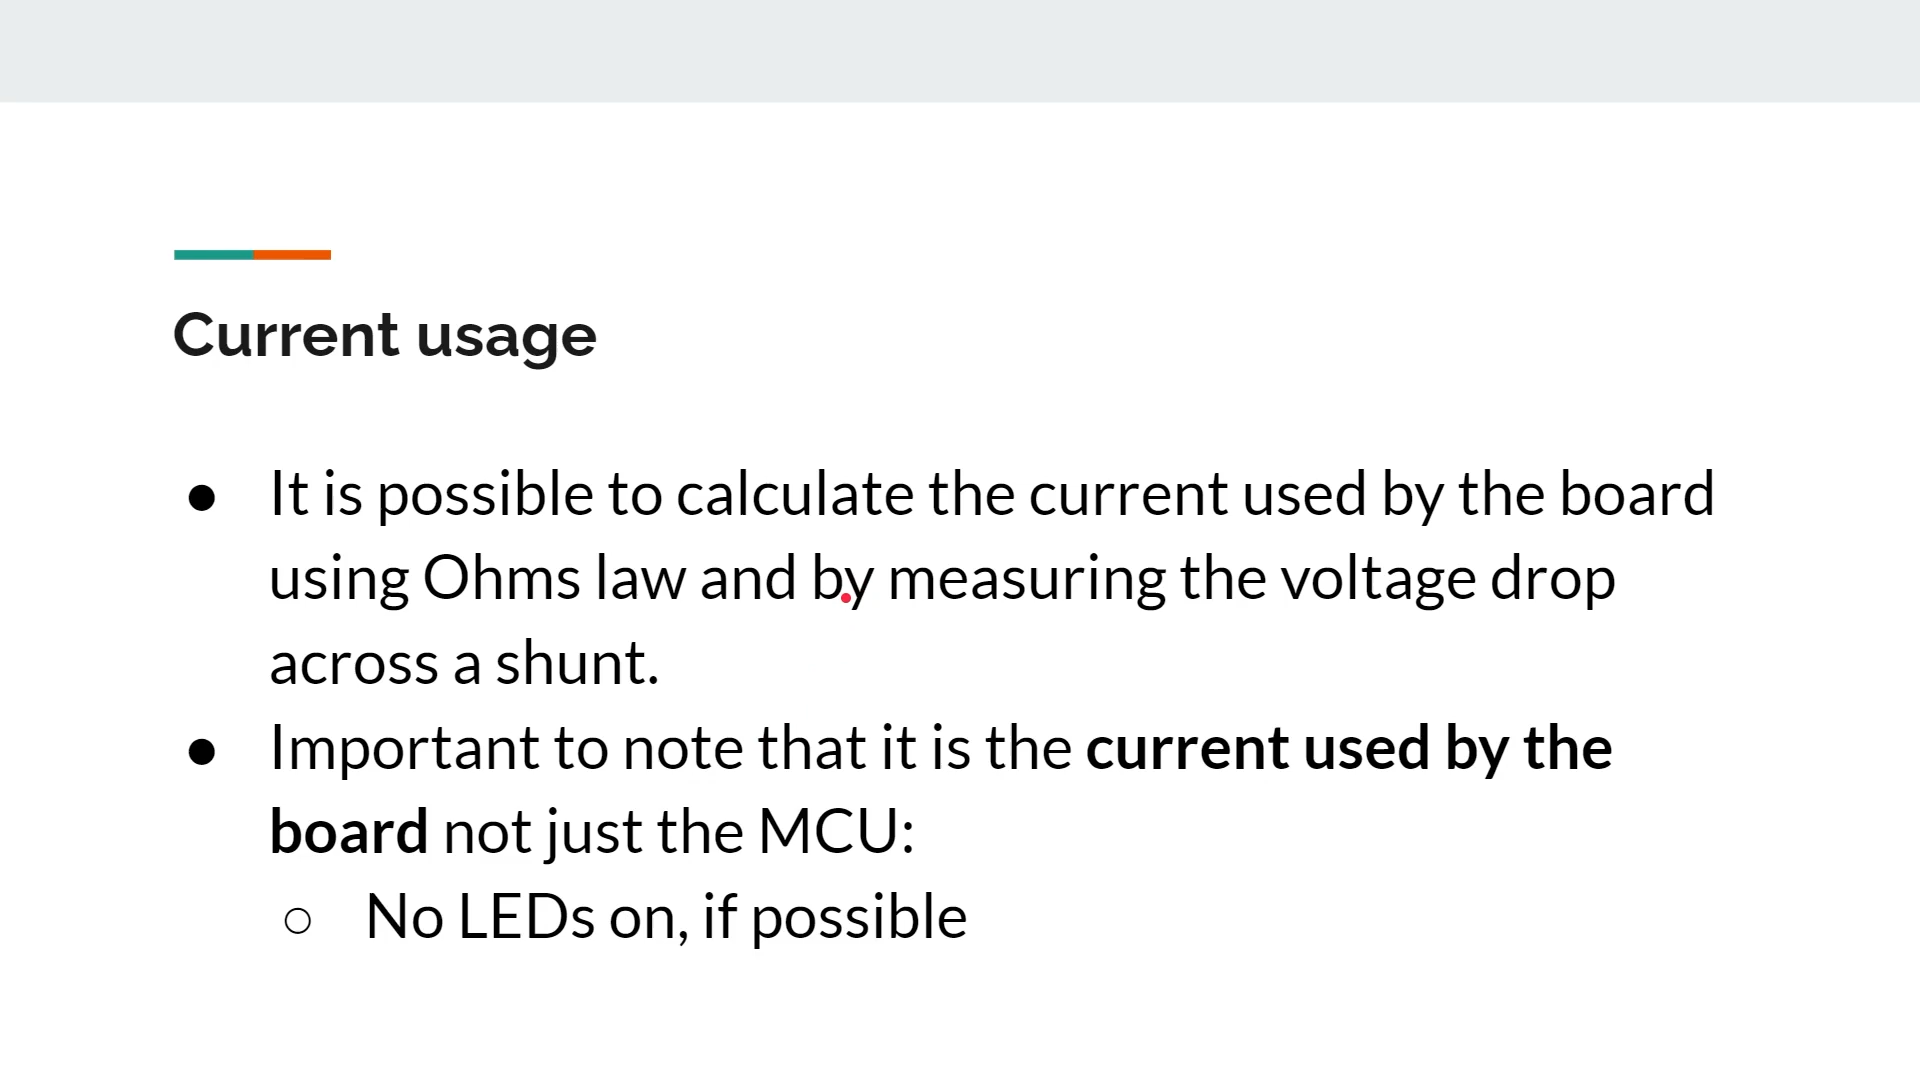 Current usage
● It is possible to calculate the current used by the board
using Ohms law and by measuring the voltage drop
across a shunt.
● Important to note that it is the current used by the
board not just the MCU:
○ No LEDs on, if possible